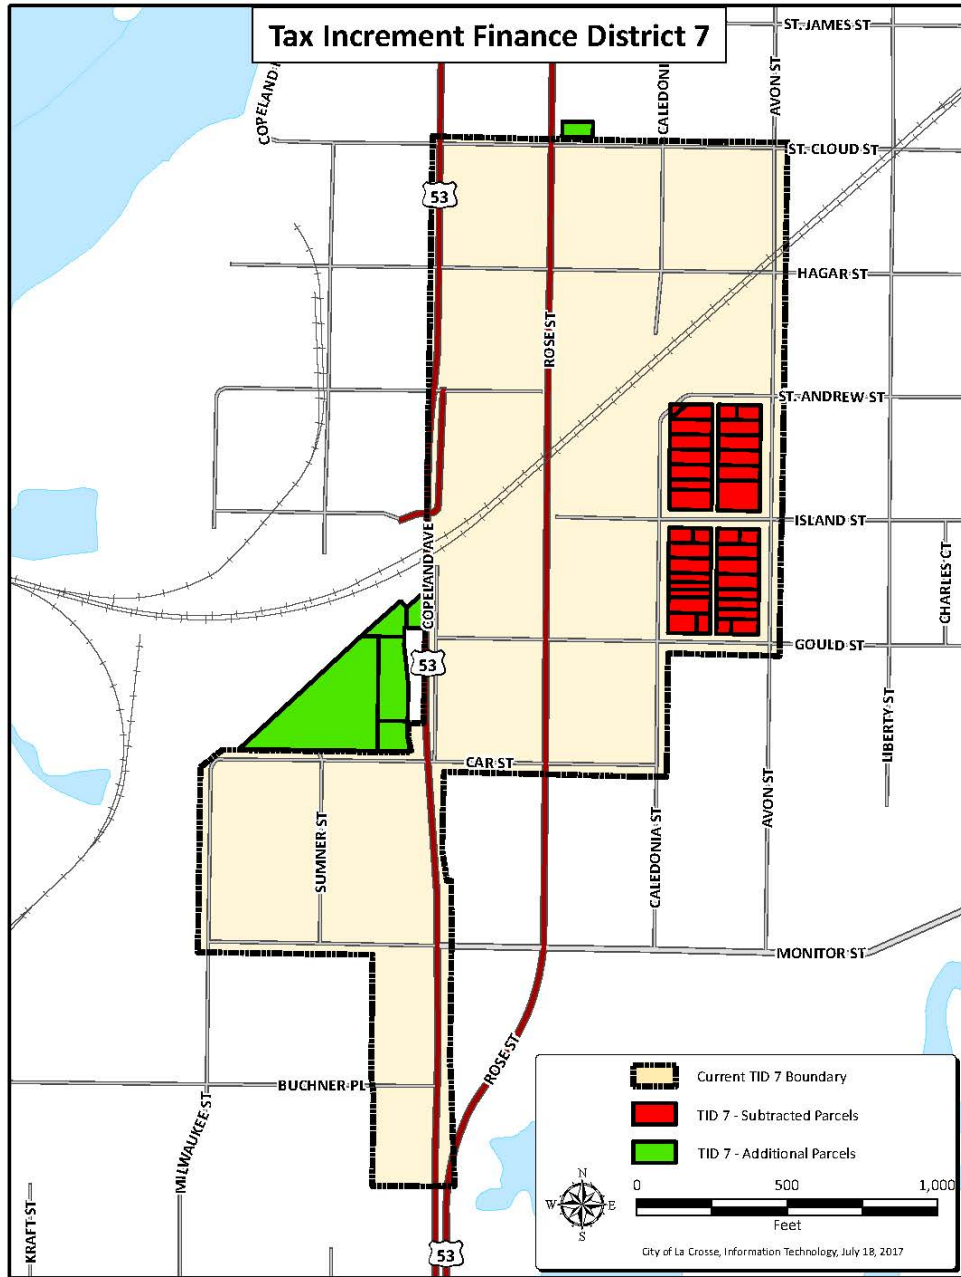 Tax Increment Finance District 7
ST. JAMES ST
COPELAND
CALEDONI
AVON ST
ST. CLOUD ST
53
HAGAR ST
ROSE ST
ST. ANDREW ST
ISLAND ST
COPELAND AVE
CHARLES CT
GOULD ST
53
LIBERTY ST
CAR ST
AVON ST
SUMNER ST
CALEDONIA ST
MONITOR ST
ROSE ST
BUCHNER PL
MILWAUKEE ST
KRAFT ST
53
Current TID 7 Boundary
TID 7 - Subtracted Parcels
TID 7 - Additional Parcels
N
W E
S
0 500 1,000
Feet
City of La Crosse, Information Technology, July 18, 2017